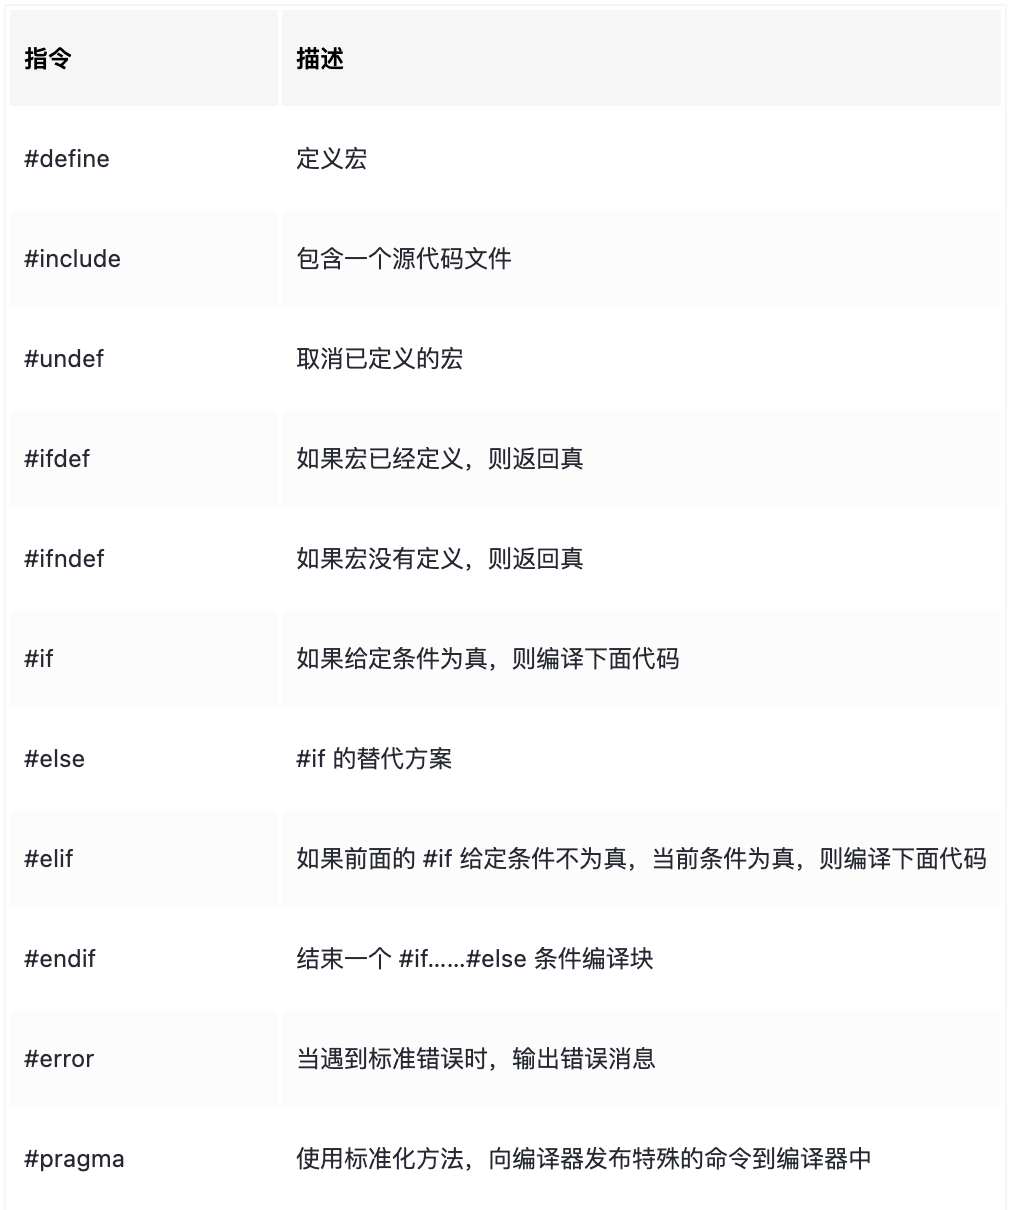 指令 描述
#define 定义宏
#include 包含一个源代码文件
#undef 取消已定义的宏
#ifdef 如果宏已经定义，则返回真
#ifndef 如果宏没有定义，则返回真
#if 如果给定条件为真，则编译下面代码
#else #if 的替代方案
#elif 如果前面的 #if 给定条件不为真，当前条件为真，则编译下面代码
#endif 结束一个 #if……#else 条件编译块
#error 当遇到标准错误时，输出错误消息
#pragma 使用标准化方法，向编译器发布特殊的命令到编译器中